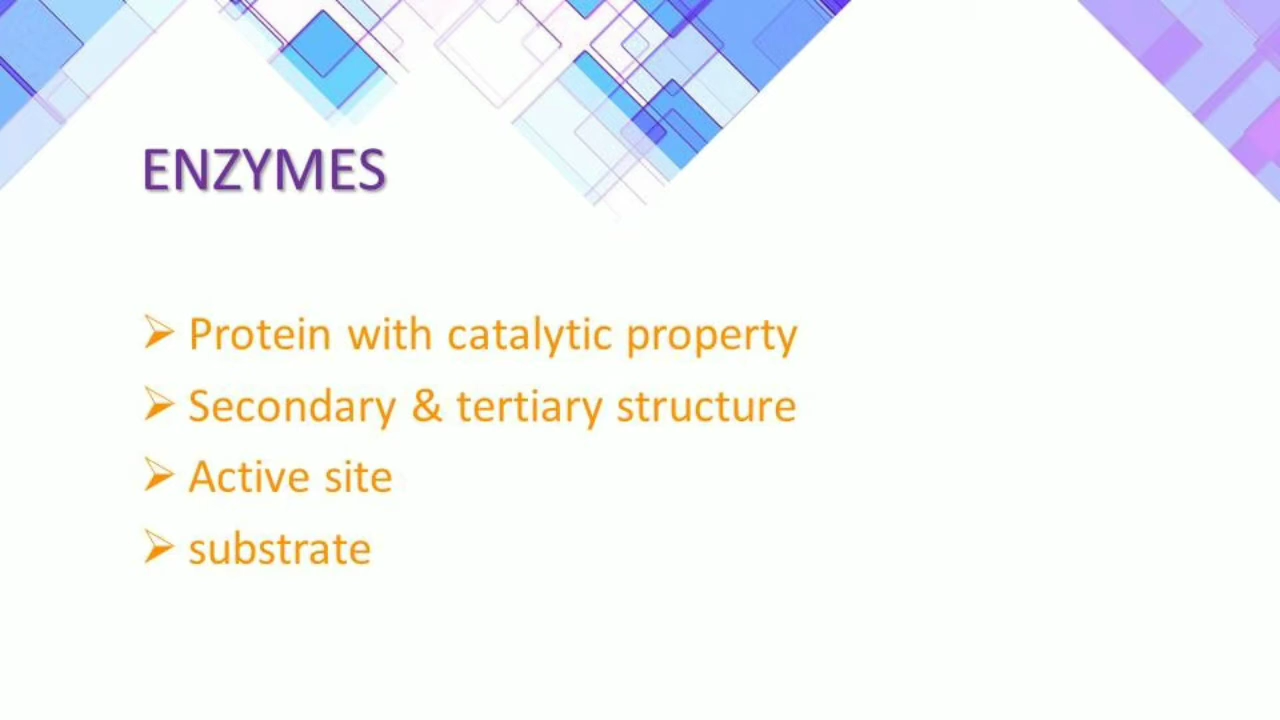 ENZYMES
➢ Protein with catalytic property
➢ Secondary & tertiary structure
➢ Active site
➢ substrate